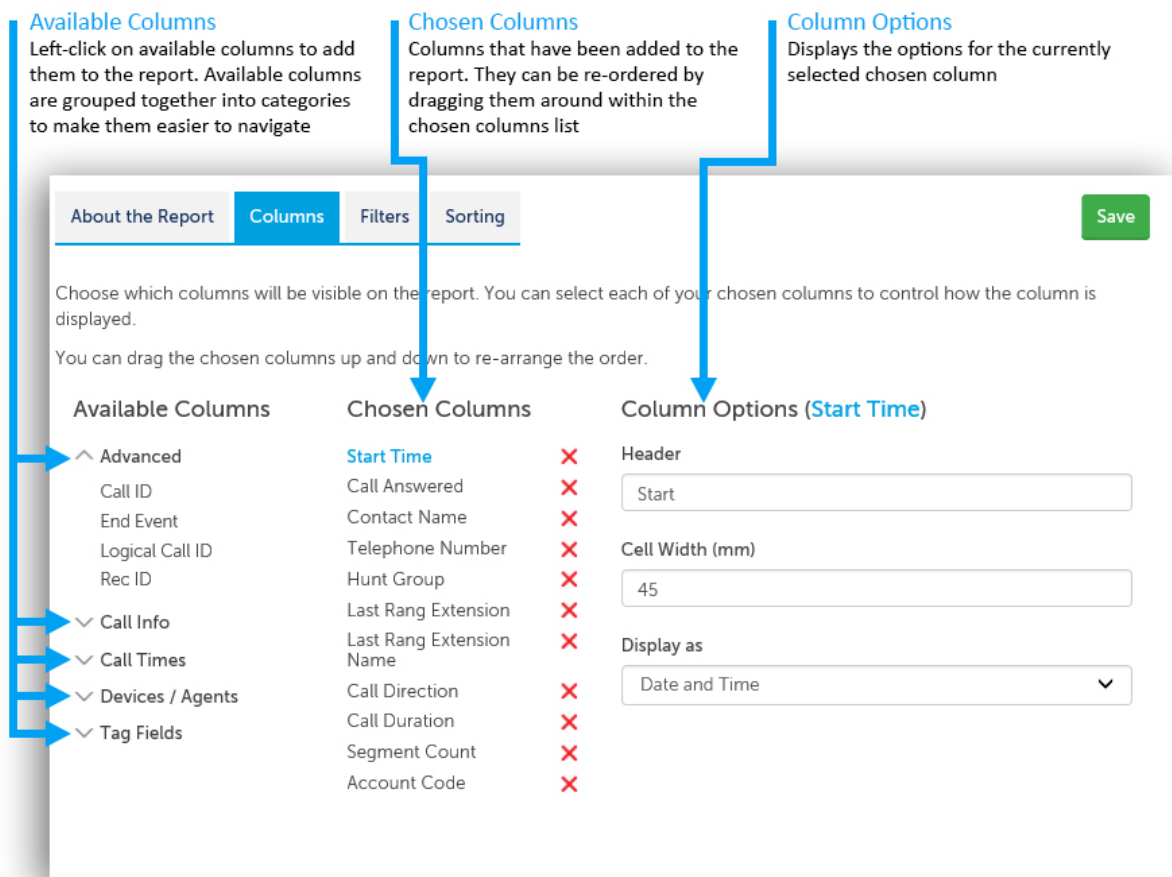 Available Columns
Left-click on available columns to add
them to the report. Available columns
are grouped together into categories
to make them easier to navigate
Chosen Columns
Columns that have been added to the
report. They can be re-ordered by
dragging them around within the
chosen columns list
Column Options
Displays the options for the currently
selected chosen column
About the Report
Columns
Filters
Sorting
Save
Choose which columns will be visible on the report. You can select each of your chosen columns to control how the column is
displayed.
You can drag the chosen columns up and down to re-arrange the order.
Available Columns
Advanced
Call ID
End Event
Logical Call ID
Rec ID
Call Info
Call Times
Devices / Agents
Tag Fields
Chosen Columns
Start Time
Call Answered
Contact Name
Telephone Number
Hunt Group
Last Rang Extension
Last Rang Extension
Name
Call Direction
Call Duration
Segment Count
Account Code
Column Options (Start Time)
Header
Start
Cell Width (mm)
45
Display as
Date and Time